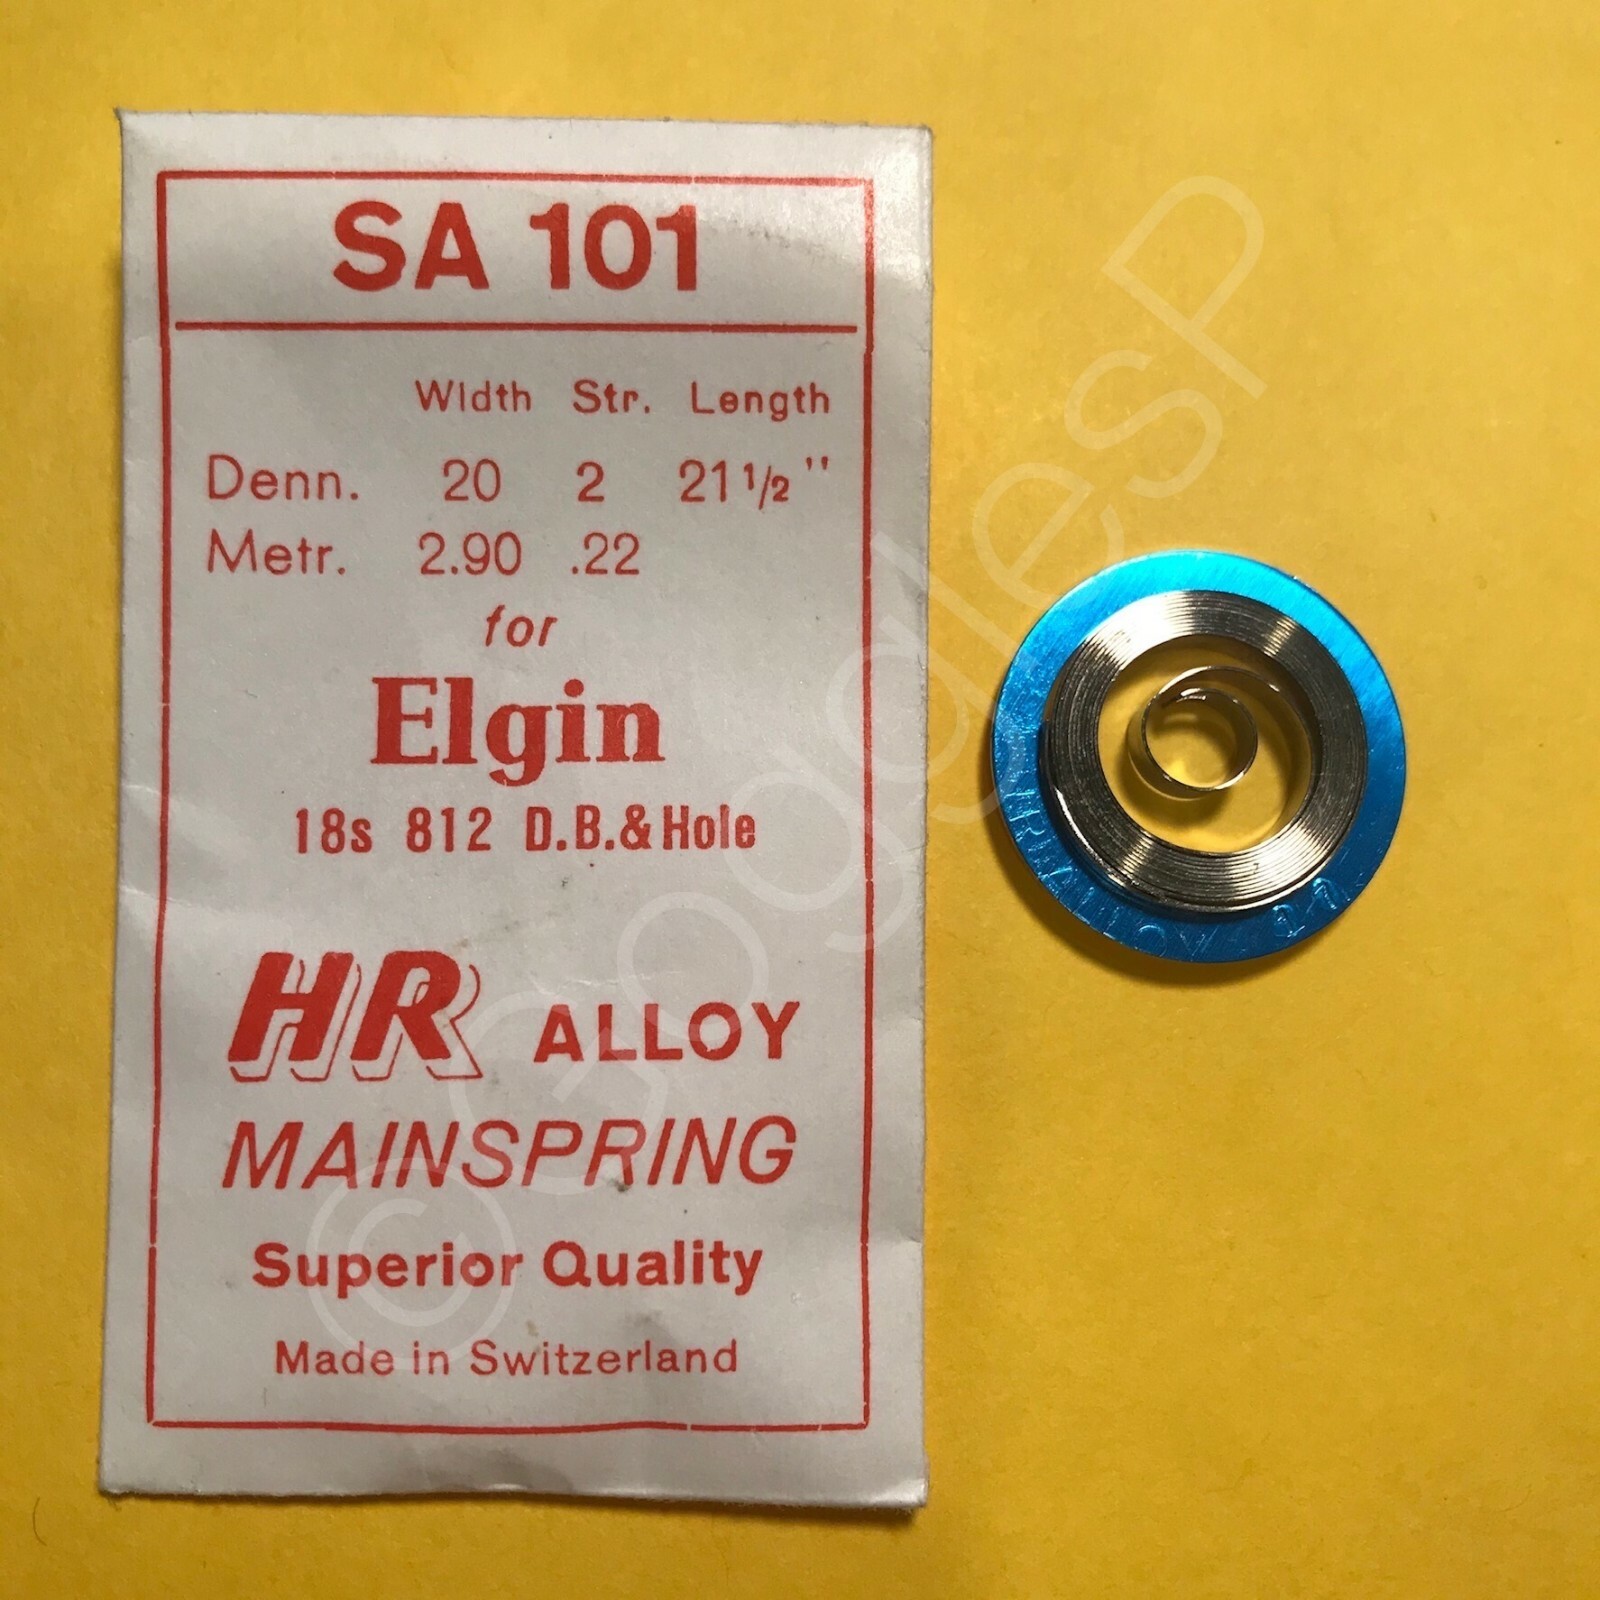 SA 101
Width Str. Length
Denn. 20 2 21 1/2"
Metr. 2.90 .22
for
Elgin
18s 812 D.B.&Hole
HR ALLOY
MAINSPRING
Superior Quality
Made in Switzerland
©GogglesP